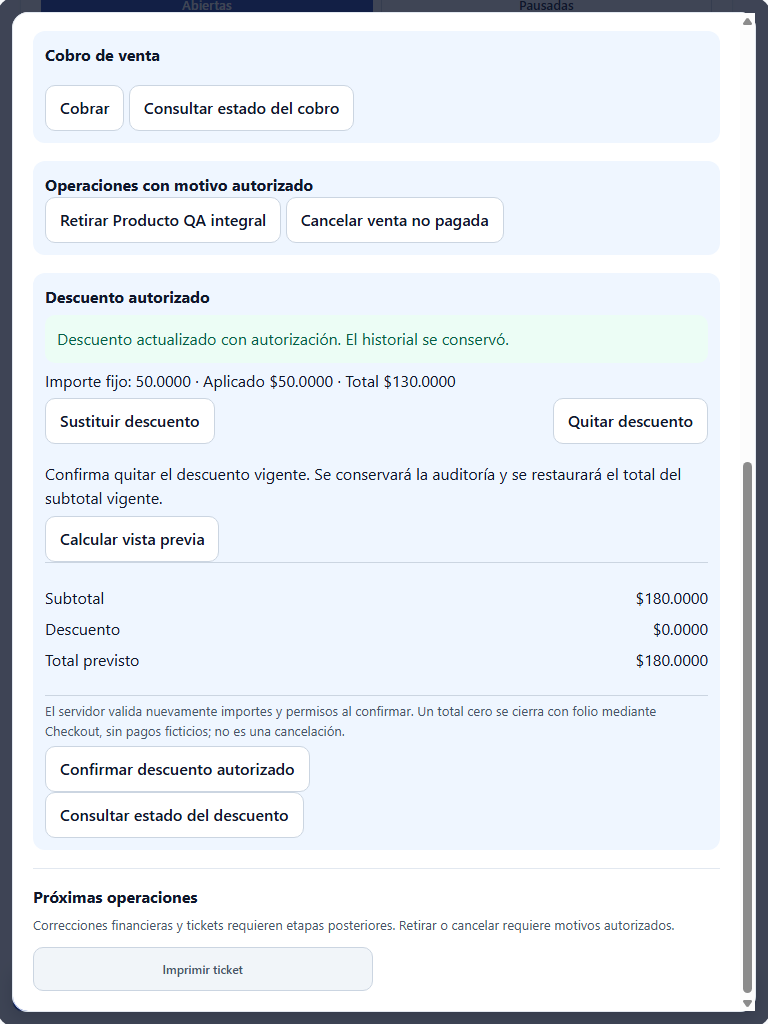 Abiertas
Pausadas
Cobro de venta
Cobrar
Consultar estado del cobro
Operaciones con motivo autorizado
Retirar Producto QA integral
Cancelar venta no pagada
Descuento autorizado
Descuento actualizado con autorización. El historial se conservó.
Importe fijo: 50.0000 · Aplicado $50.0000 · Total $130.0000
Sustituir descuento
Quitar descuento
Confirma quitar el descuento vigente. Se conservará la auditoría y se restaurará el total del
subtotal vigente.
Calcular vista previa
Subtotal $180.0000
Descuento $0.0000
Total previsto $180.0000
El servidor valida nuevamente importes y permisos al confirmar. Un total cero se cierra con folio mediante
Checkout, sin pagos ficticios; no es una cancelación.
Confirmar descuento autorizado
Consultar estado del descuento
Próximas operaciones
Correcciones financieras y tickets requieren etapas posteriores. Retirar o cancelar requiere motivos autorizados.
Imprimir ticket